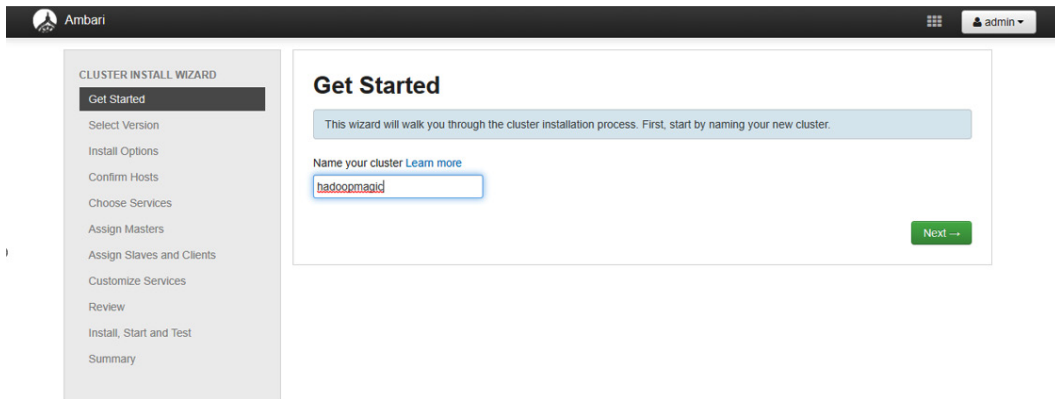 Ambari
admin
CLUSTER INSTALL WIZARD
Get Started
Select Version
Install Options
Confirm Hosts
Choose Services
Assign Masters
Assign Slaves and Clients
Customize Services
Review
Install, Start and Test
Summary
Get Started
This wizard will walk you through the cluster installation process. First, start by naming your new cluster.
Name your cluster Learn more
hadoopmagic
Next →